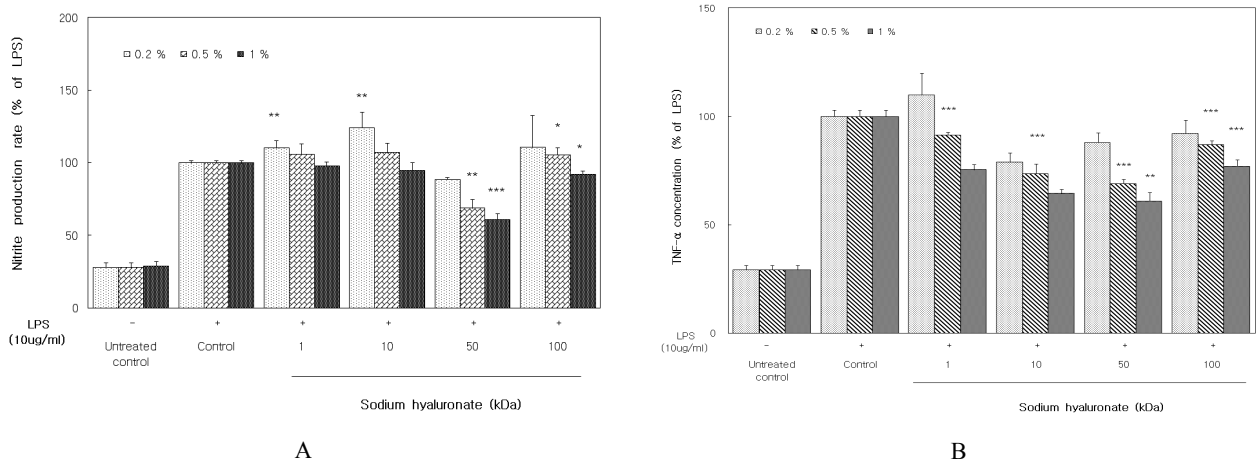 200
150
100
50
0
Nitrite production rate (% of LPS)
0.2 % 0.5 % 1 %
** ** ** *** * *
LPS
(10ug/ml)
- + + + + +
Untreated
control
Control 1 10 50 100
Sodium hyaluronate (kDa)
A
150
100
50
0
TNF-α concentration (% of LPS)
0.2 % 0.5 % 1 %
*** *** *** ** *** ***
LPS
(10ug/ml)
- + + + + +
Untreated
control
Control 1 10 50 100
Sodium hyaluronate (kDa)
B